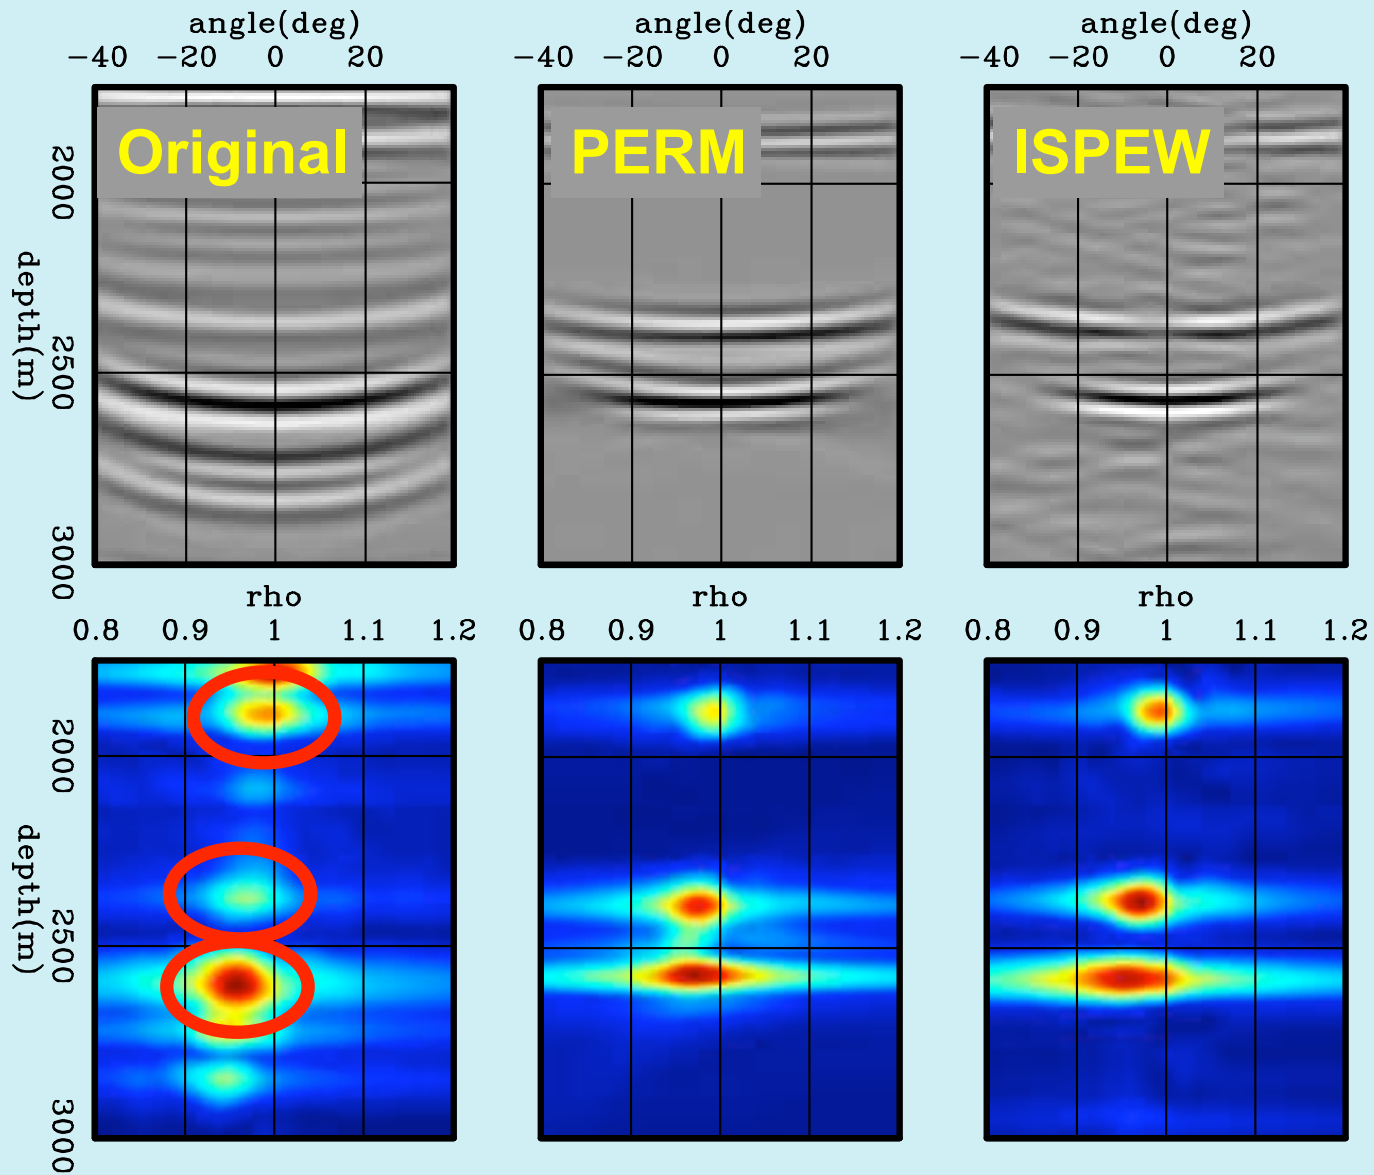 angle(deg) angle(deg) angle(deg)
-40 -20 0 20 -40 -20 0 20 -40 -20 0 20
Original PERM ISPEW
2000
2500
3000
depth(m)
rho rho rho
0.8 0.9 1 1.1 1.2 0.8 0.9 1 1.1 1.2 0.8 0.9 1 1.1 1.2
2000
2500
3000
depth(m)